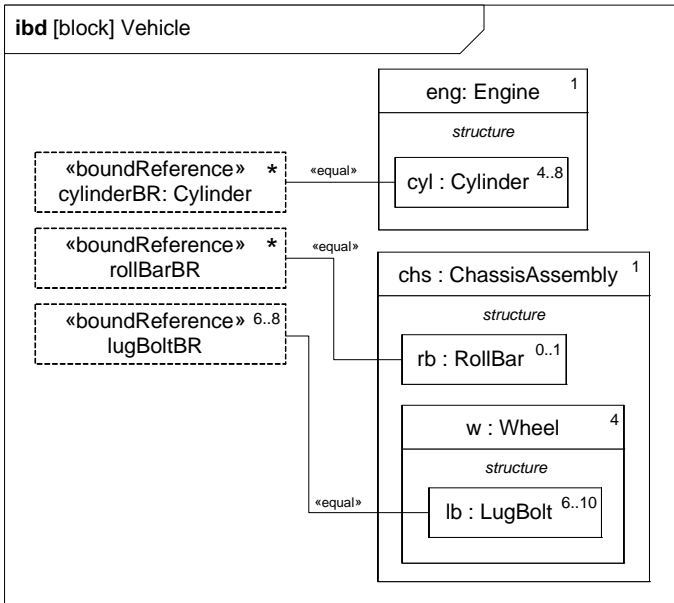 ibd [block] Vehicle
eng: Engine 1
structure
«boundReference» *
cylinderBR: Cylinder
«equal»
cyl : Cylinder 4..8
«boundReference» *
rollBarBR
«equal»
chs : ChassisAssembly 1
structure
«boundReference» 6..8
lugBoltBR
rb : RollBar 0..1
w : Wheel 4
structure
«equal»
lb : LugBolt 6..10